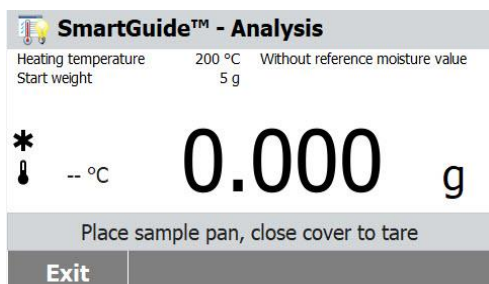 SmartGuide™ - Analysis
Heating temperature 200 °C Without reference moisture value
Start weight 5 g
-- °C 0.000 g
Place sample pan, close cover to tare
Exit